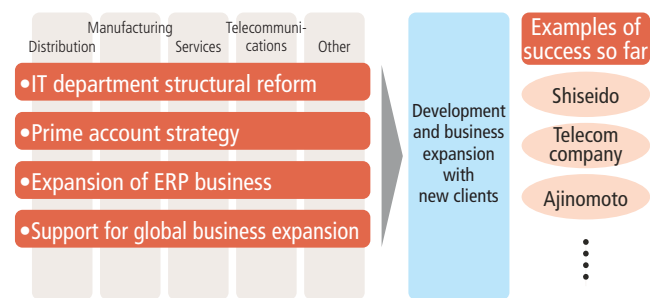 Distribution
Manufacturing
Services
Telecommuni-
cations
Other
•IT department structural reform
•Prime account strategy
•Expansion of ERP business
•Support for global business expansion
Development
and business
expansion
with
new clients
Examples of
success so far
Shiseido
Telecom
company
Ajinomoto